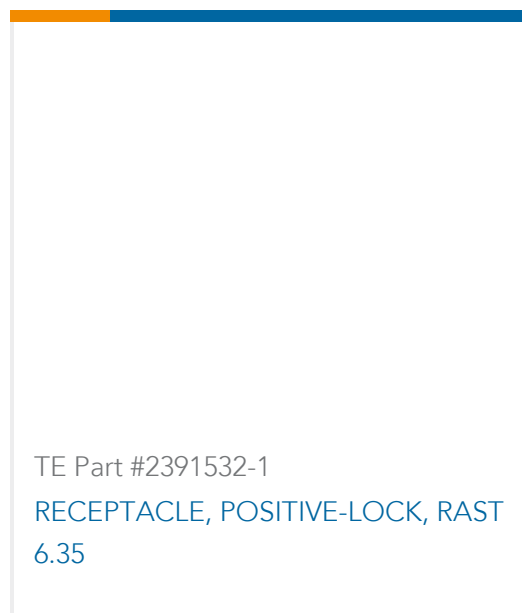 TE Part #2391532-1
RECEPTACLE, POSITIVE-LOCK, RAST
6.35